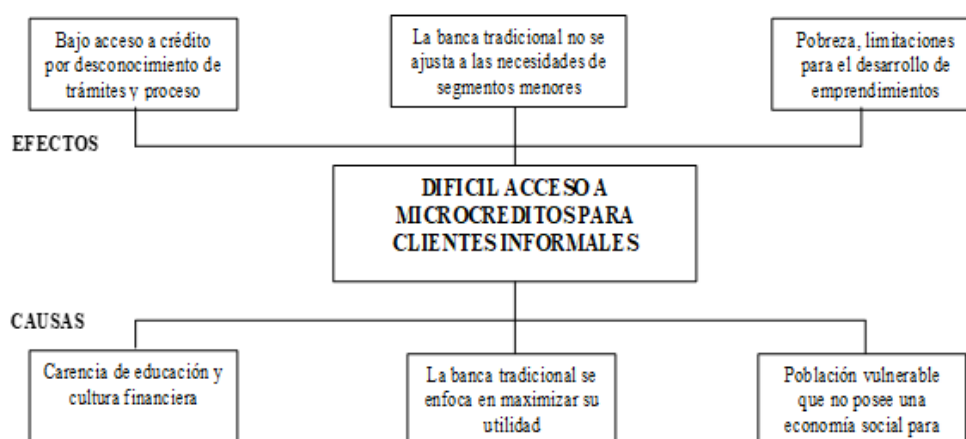 Bajo acceso a crédito
por desconocimiento de
trámites y proceso
La banca tradicional no se
ajusta a las necesidades de
segmentos menores
Pobreza, limitaciones
para el desarrollo de
emprendimientos
EFECTOS
DIFICIL ACCESO A
MICROCREDITOS PARA
CLIENTES INFORMALES
CAUSAS
Carencia de educación y
cultura financiera
La banca tradicional se
enfoca en maximizar su
utilidad
Población vulnerable
que no posee una
economía social para